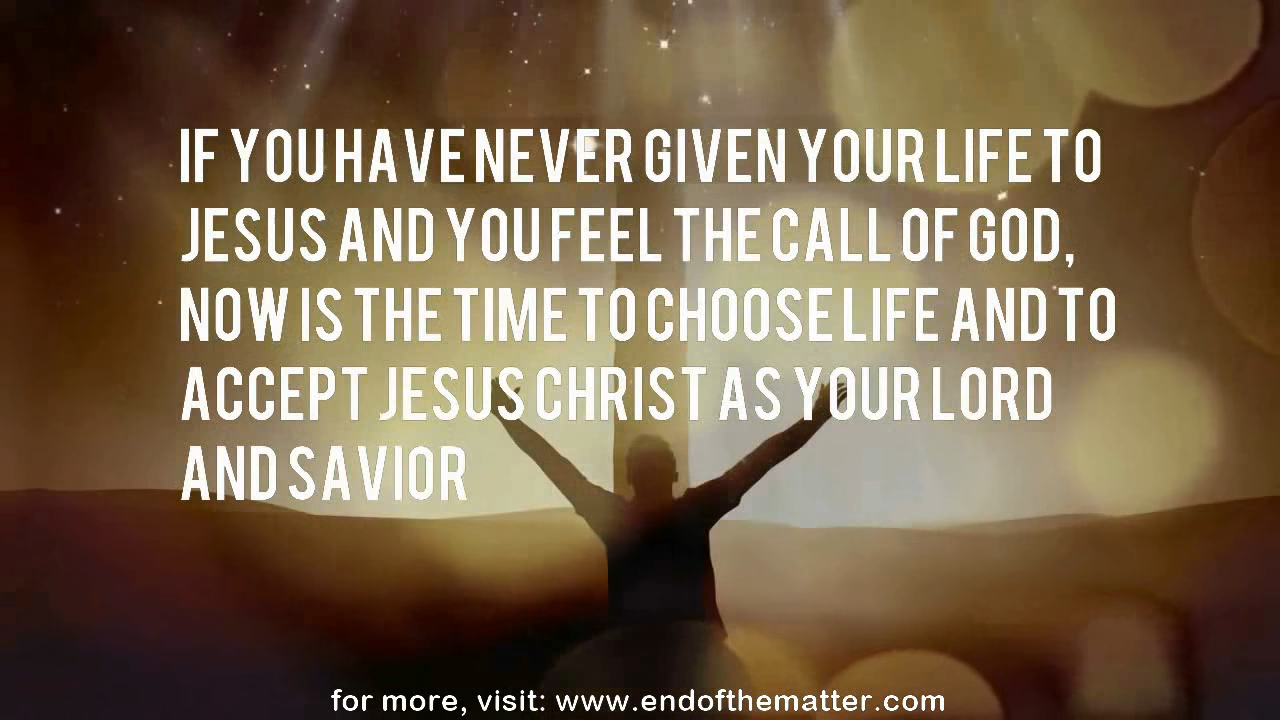 IF YOU HAVE NEVER GIVEN YOUR LIFE TO
JESUS AND YOU FEEL THE CALL OF GOD,
NOW IS THE TIME TO CHOOSE LIFE AND TO
ACCEPT JESUS CHRIST AS YOUR LORD
AND SAVIOR
for more, visit: www.endofthematter.com